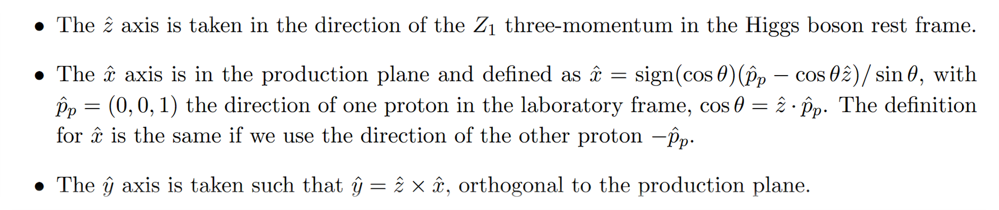 • The ẑ axis is taken in the direction of the Z₁ three-momentum in the Higgs boson rest frame.
• The x̂ axis is in the production plane and defined as x̂ = sign(cos θ)(p̂ₚ − cos θẑ)/ sin θ, with
p̂ₚ = (0, 0, 1) the direction of one proton in the laboratory frame, cos θ = ẑ · p̂ₚ. The definition
for x̂ is the same if we use the direction of the other proton −p̂ₚ.
• The ŷ axis is taken such that ŷ = ẑ × x̂, orthogonal to the production plane.